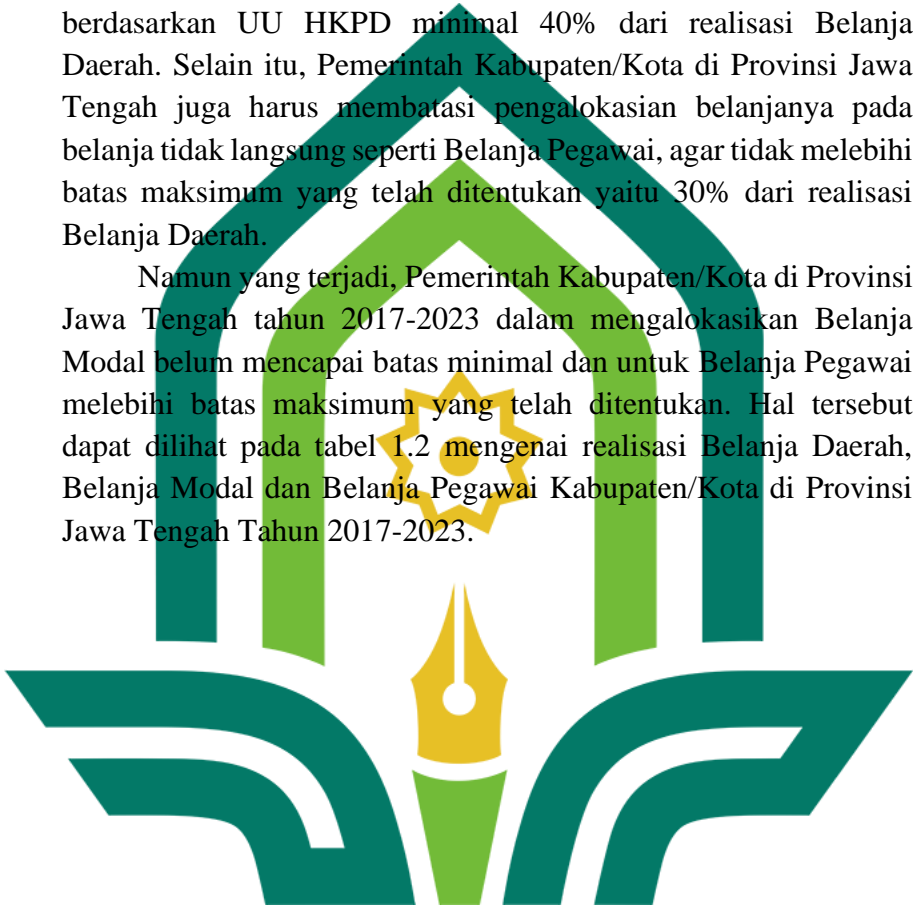 berdasarkan UU HKPD minimal 40% dari realisasi Belanja
Daerah. Selain itu, Pemerintah Kabupaten/Kota di Provinsi Jawa
Tengah juga harus membatasi pengalokasian belanjanya pada
belanja tidak langsung seperti Belanja Pegawai, agar tidak melebihi
batas maksimum yang telah ditentukan yaitu 30% dari realisasi
Belanja Daerah.
Namun yang terjadi, Pemerintah Kabupaten/Kota di Provinsi
Jawa Tengah tahun 2017-2023 dalam mengalokasikan Belanja
Modal belum mencapai batas minimal dan untuk Belanja Pegawai
melebihi batas maksimum yang telah ditentukan. Hal tersebut
dapat dilihat pada tabel 1.2 mengenai realisasi Belanja Daerah,
Belanja Modal dan Belanja Pegawai Kabupaten/Kota di Provinsi
Jawa Tengah Tahun 2017-2023.